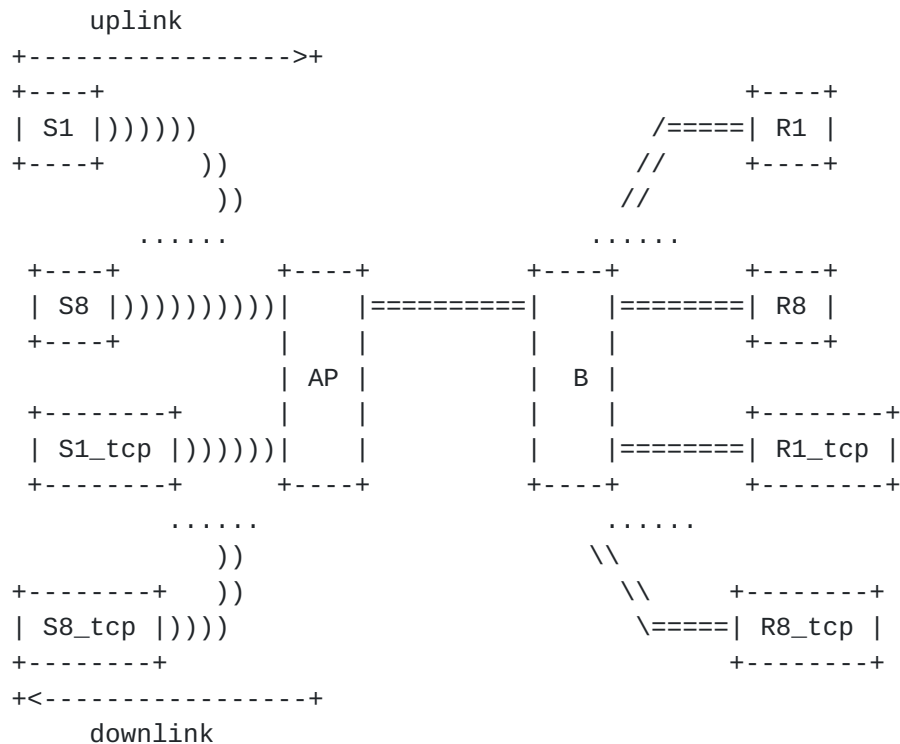 uplink
+----------------->+
+----+                                         +----+
| S1 |))))))                             /=====| R1 |
+----+      ))                          //     +----+
             ))                        //
        ......                       ......
 +----+          +----+          +----+        +----+
 | S8 |))))))))))|    |==========|    |========| R8 |
 +----+          |    |          |    |        +----+
                 | AP |          |  B |
 +--------+      |    |          |    |        +--------+
 | S1_tcp |))))))|    |          |    |========| R1_tcp |
 +--------+      +----+          +----+        +--------+
          ......                        ......
             ))                      \\
+--------+   ))                        \\     +--------+
| S8_tcp |))))                          \=====| R8_tcp |
+--------+                                    +--------+
+<-----------------+
     downlink